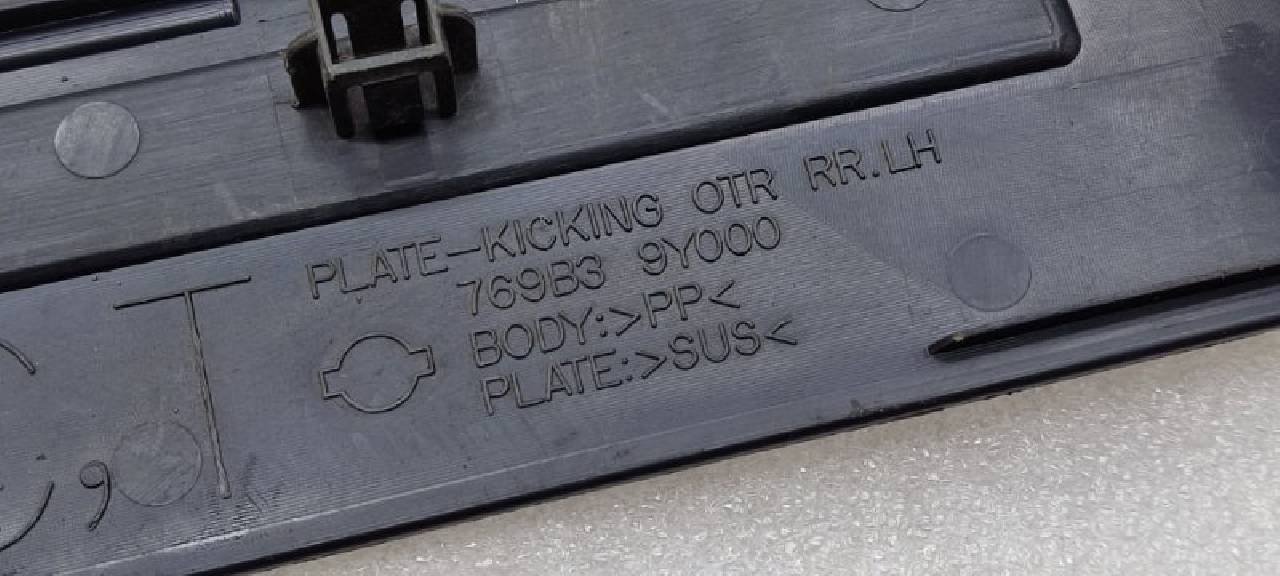 PLATE-KICKING OTR RR.LH
769B3 9Y000
BODY:>PP<
PLATE:>SUS<
,T